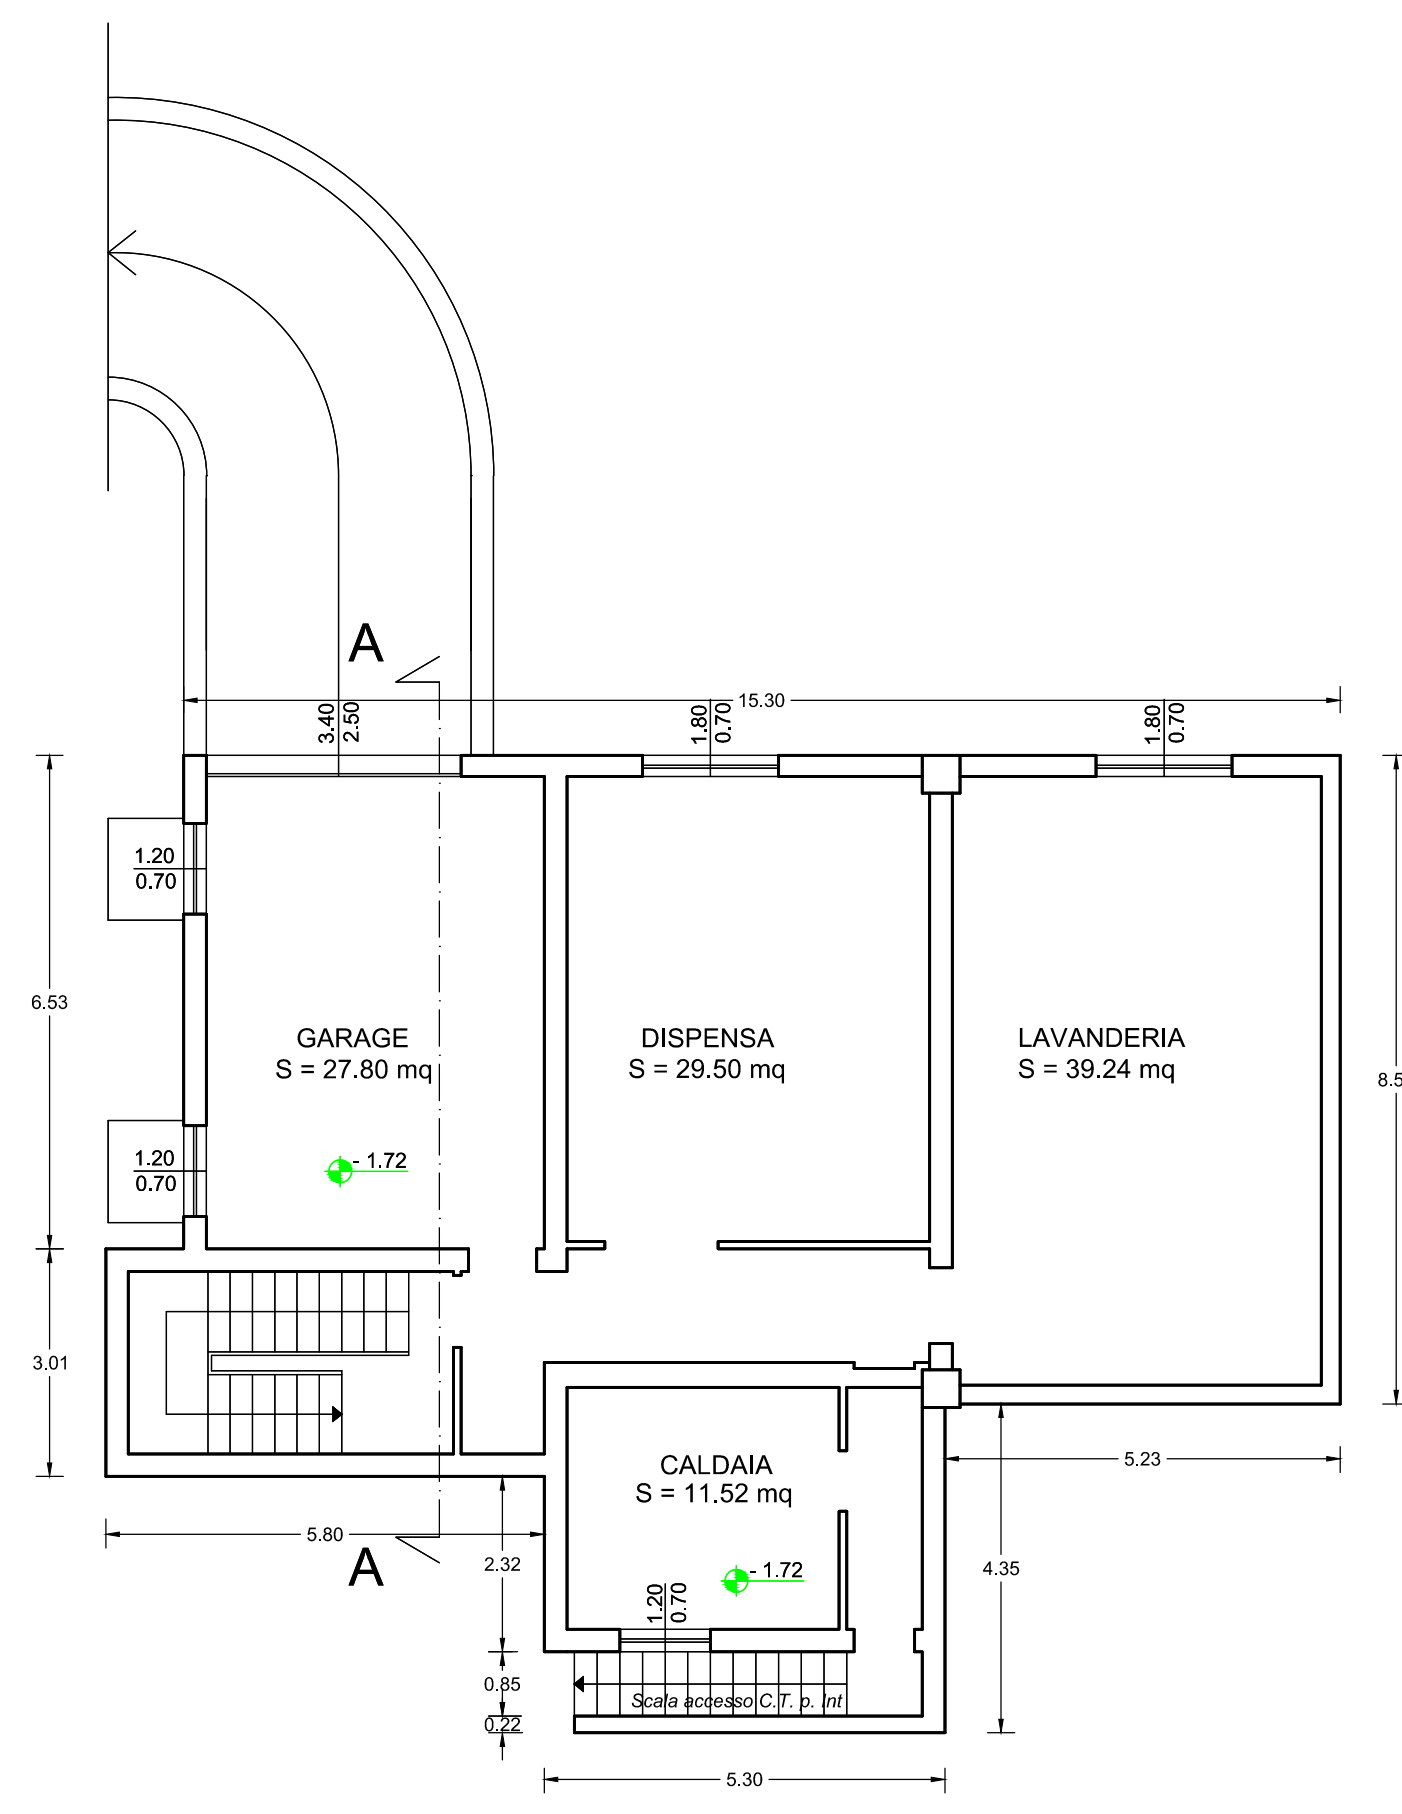 A
15.30
3.40
2.50
1.80
0.70
1.80
0.70
1.20
0.70
6.53
GARAGE
S = 27.80 mq
DISPENSA
S = 29.50 mq
LAVANDERIA
S = 39.24 mq
8.5
1.20
0.70
- 1.72
3.01
CALDAIA
S = 11.52 mq
5.23
5.80
A
2.32
- 1.72
1.20
0.70
4.35
0.85
Scala accesso C.T. p. Int
0.22
5.30